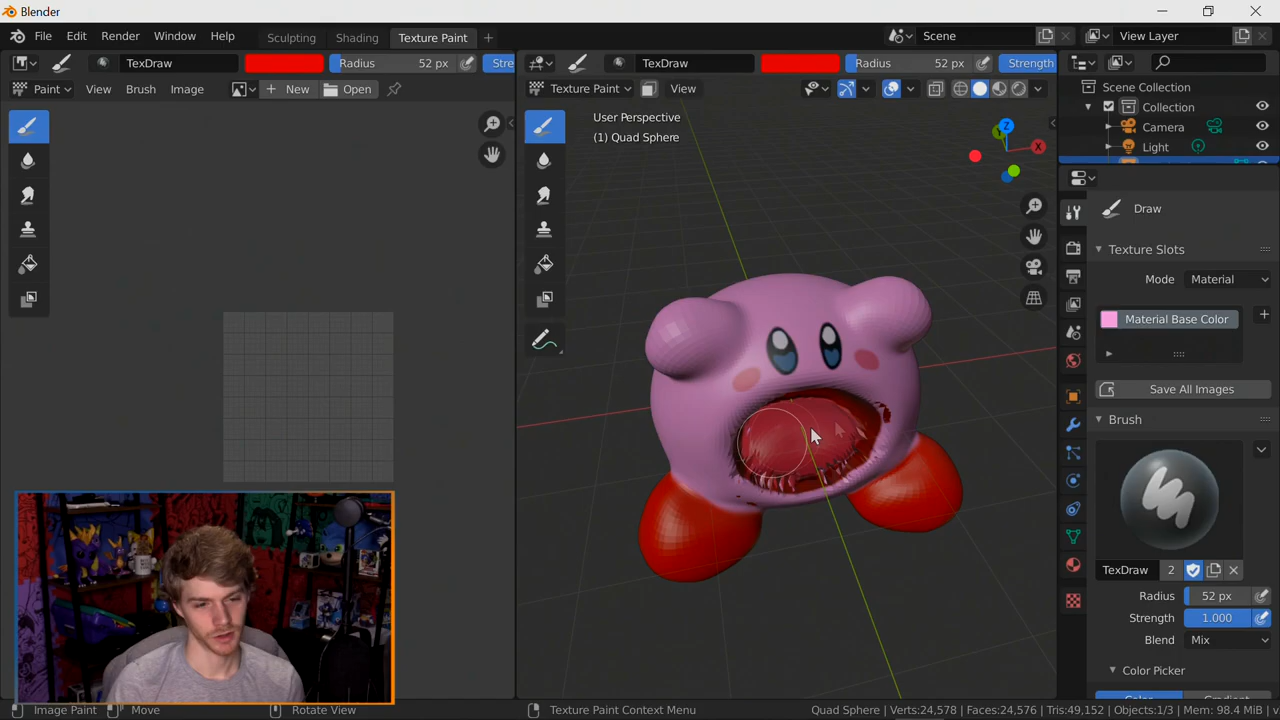 Blender
File Edit Render Window Help Sculpting Shading Texture Paint + Scene View Layer
TexDraw Radius 52 px Stre TexDraw Radius 52 px Strength
Paint View Brush Image + New Open Texture Paint View
Scene Collection
Collection
Camera
Light
User Perspective
(1) Quad Sphere
Z
Y
X
Draw
Texture Slots
Mode Material
Material Base Color
Save All Images
Brush
TexDraw 2
Radius 52 px
Strength 1.000
Blend Mix
Color Picker
Color Gradient
Image Paint Move Rotate View Texture Paint Context Menu Quad Sphere | Verts:24,578 | Faces:24,576 | Tris:49,152 | Objects:1/3 | Mem: 98.4 MiB | v